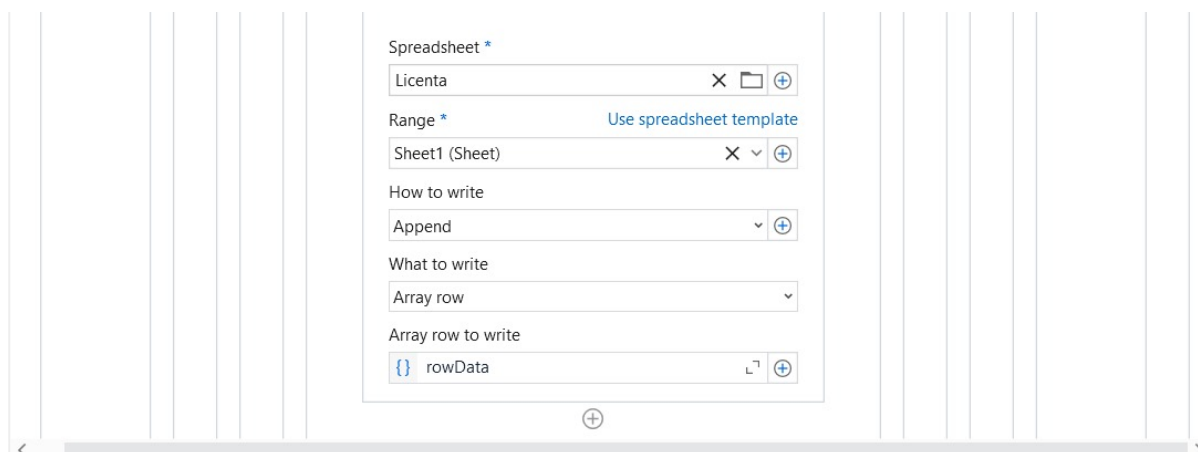 Spreadsheet *
Licenta
Range * Use spreadsheet template
Sheet1 (Sheet)
How to write
Append
What to write
Array row
Array row to write
{} rowData